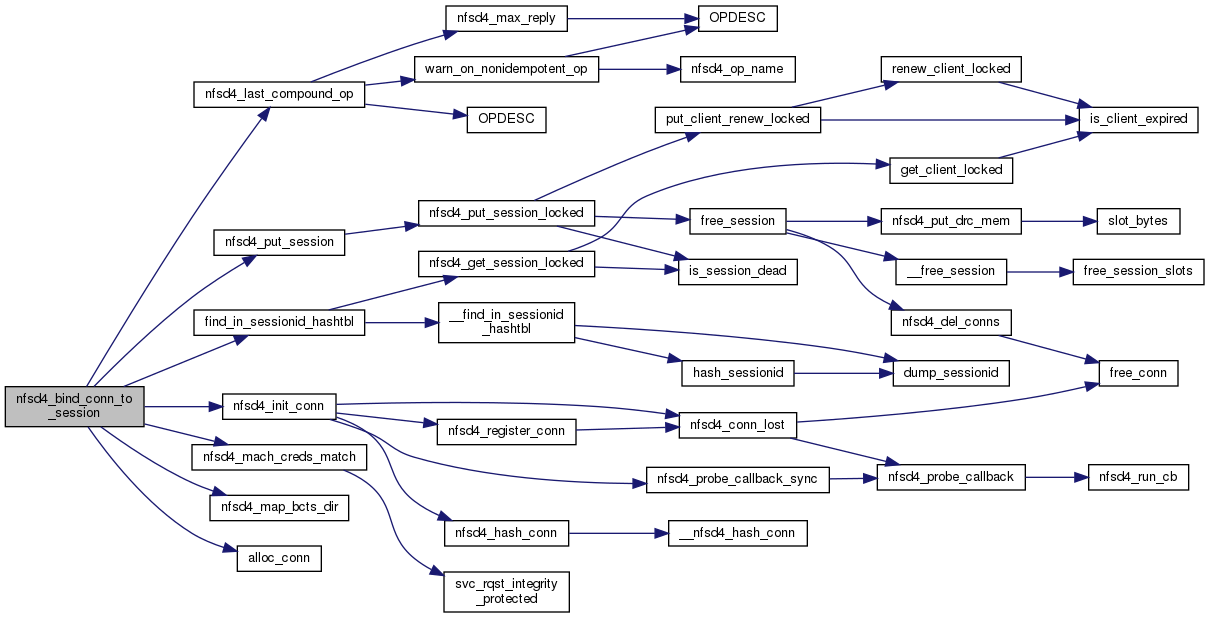 nfsd4_bind_conn_to
_session
nfsd4_last_compound_op
nfsd4_put_session
find_in_sessionid_hashtbl
nfsd4_init_conn
nfsd4_mach_creds_match
nfsd4_map_bcts_dir
alloc_conn
nfsd4_max_reply
warn_on_nonidempotent_op
OPDESC
nfsd4_put_session_locked
nfsd4_get_session_locked
__find_in_sessionid
_hashtbl
nfsd4_register_conn
nfsd4_hash_conn
svc_rqst_integrity
_protected
OPDESC
nfsd4_op_name
put_client_renew_locked
free_session
is_session_dead
hash_sessionid
nfsd4_conn_lost
nfsd4_probe_callback_sync
__nfsd4_hash_conn
renew_client_locked
get_client_locked
nfsd4_put_drc_mem
__free_session
nfsd4_del_conns
dump_sessionid
nfsd4_probe_callback
is_client_expired
slot_bytes
free_session_slots
free_conn
nfsd4_run_cb